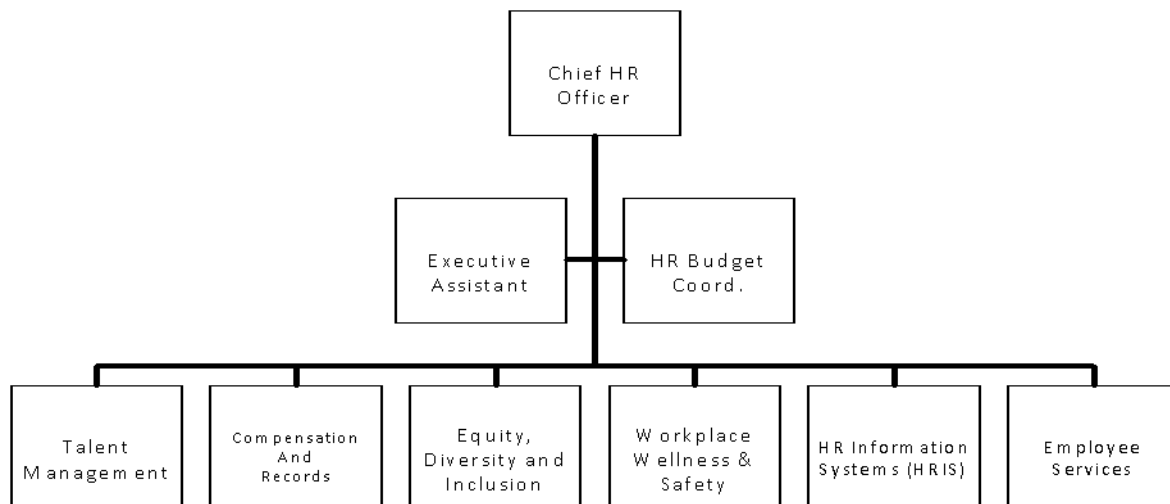 Chief HR
Officer
Executive
Assistant
HR Budget
Coord.
Talent
Management
Compensation
And
Records
Equity,
Diversity and
Inclusion
Workplace
Wellness &
Safety
HR Information
Systems (HRIS)
Employee
Services